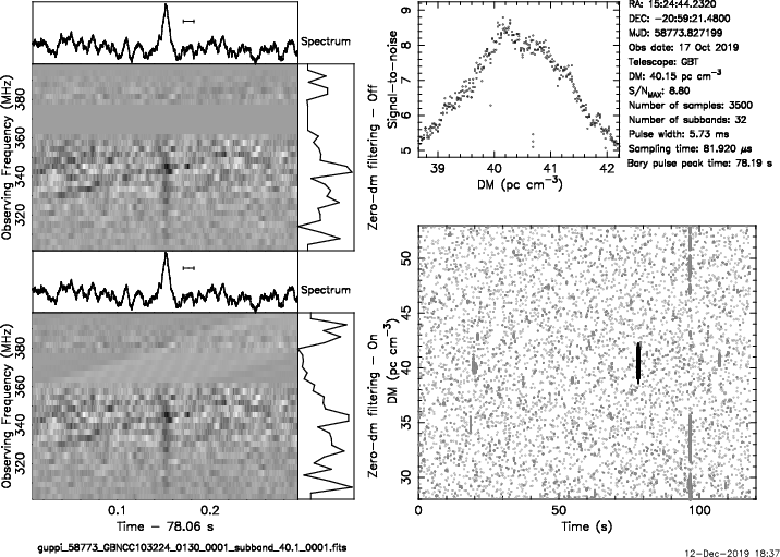 Spectrum
Observing Frequency (MHz)
380
360
340
320
Zero-dm filtering - Off
Spectrum
Observing Frequency (MHz)
380
360
340
320
Zero-dm filtering - On
0.1 0.2
Time - 78.06 s
guppi_58773_GBNCC103224_0130_0001_subband_40.1_0001.fits
Signal-to-noise
8
7
6
5
39 40 41 42
DM (pc cm⁻³)
RA: 15:24:44.2320
DEC: -20:59:21.4800
MJD: 58773.827199
Obs date: 17 Oct 2019
Telescope: GBT
DM: 40.15 pc cm⁻³
S/N_MAX: 8.80
Number of samples: 3500
Number of subbands: 32
Pulse width: 5.73 ms
Sampling time: 81.920 μs
Bary pulse peak time: 78.19 s
DM (pc cm⁻³)
50
45
40
35
30
0 50 100
Time (s)
12-Dec-2019 18:37